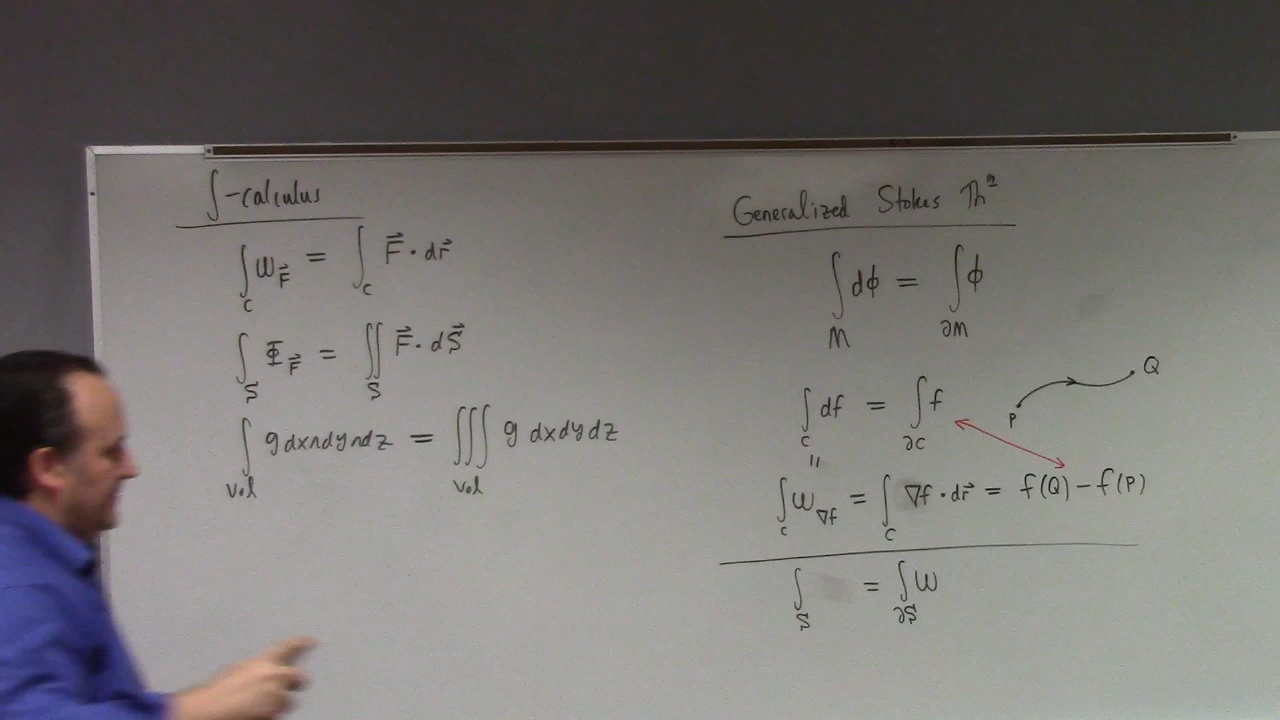 ∫-calculus
∫_C ω_F⃗ = ∫_C F⃗ · dr⃗
∫_S Φ_F⃗ = ∬_S F⃗ · dS⃗
∫_Vol g dx∧dy∧dz = ∭_Vol g dxdydz
Generalized Stokes Thᵐ
∫_M dϕ = ∫_∂M ϕ
P Q
∫_C df = ∫_∂C f
=
∫_C ω_∇f = ∫_C ∇f · dr⃗ = f(Q) − f(P)
∫_S = ∫_∂S ω